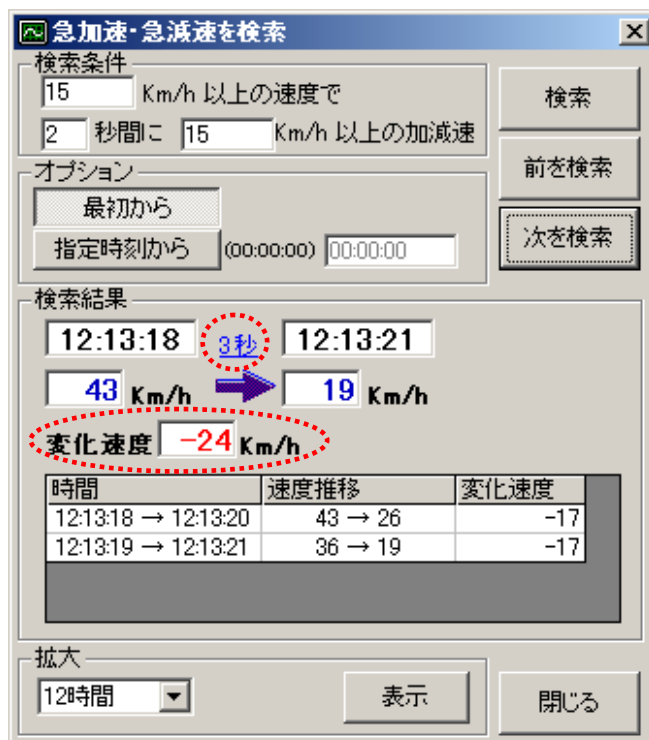 急加速・急減速を検索
検索条件
15 Km/h 以上の速度で
2 秒間に 15 Km/h 以上の加減速
検索
前を検索
次を検索
オプション
最初から
指定時刻から (00:00:00) 00:00:00
検索結果
12:13:18 3秒 12:13:21
43 Km/h 19 Km/h
変化速度 -24 Km/h
時間 速度推移 変化速度
12:13:18 → 12:13:20 43 → 26 -17
12:13:19 → 12:13:21 36 → 19 -17
拡大
12時間 表示 閉じる